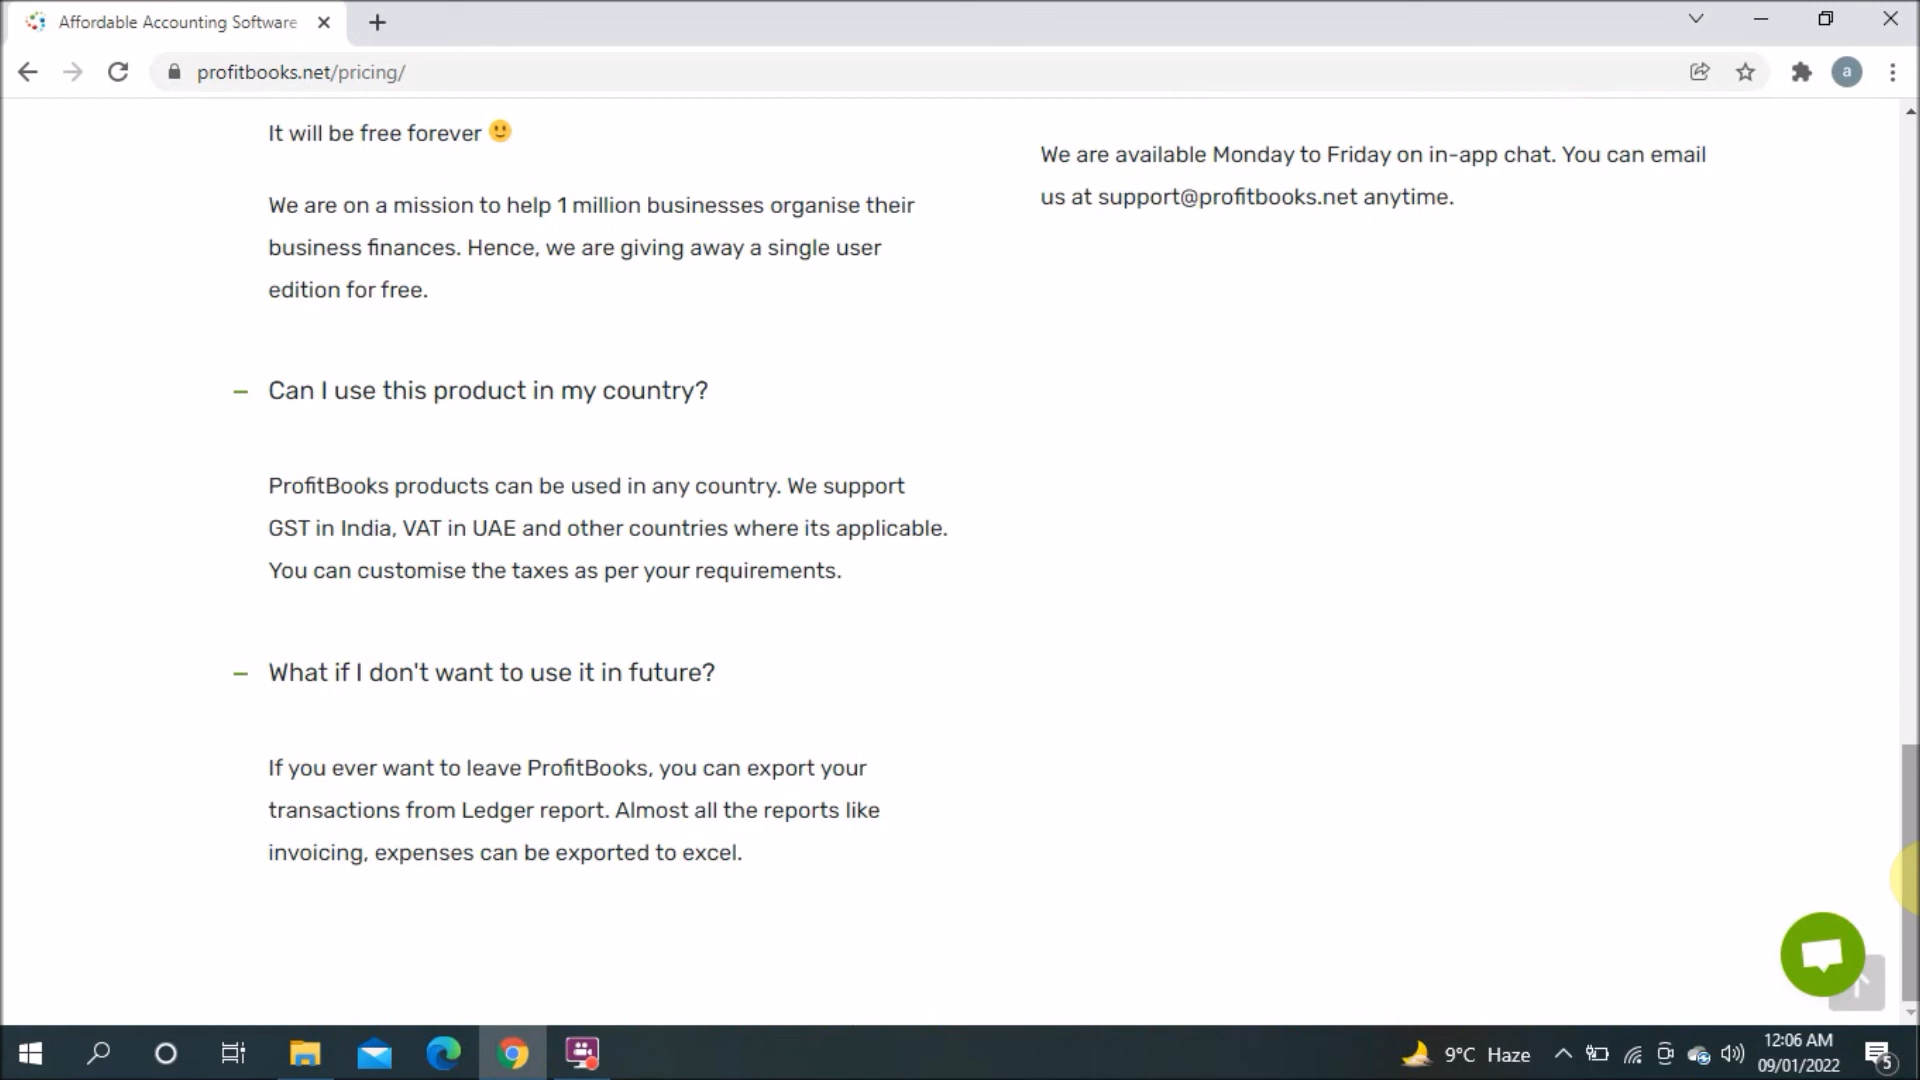 Affordable Accounting Software
profitbooks.net/pricing/
a
It will be free forever 🙂
We are on a mission to help 1 million businesses organise their
business finances. Hence, we are giving away a single user
edition for free.
– Can I use this product in my country?
ProfitBooks products can be used in any country. We support
GST in India, VAT in UAE and other countries where its applicable.
You can customise the taxes as per your requirements.
– What if I don't want to use it in future?
If you ever want to leave ProfitBooks, you can export your
transactions from Ledger report. Almost all the reports like
invoicing, expenses can be exported to excel.
We are available Monday to Friday on in-app chat. You can email
us at support@profitbooks.net anytime.
9°C Haze
12:06 AM
09/01/2022
5